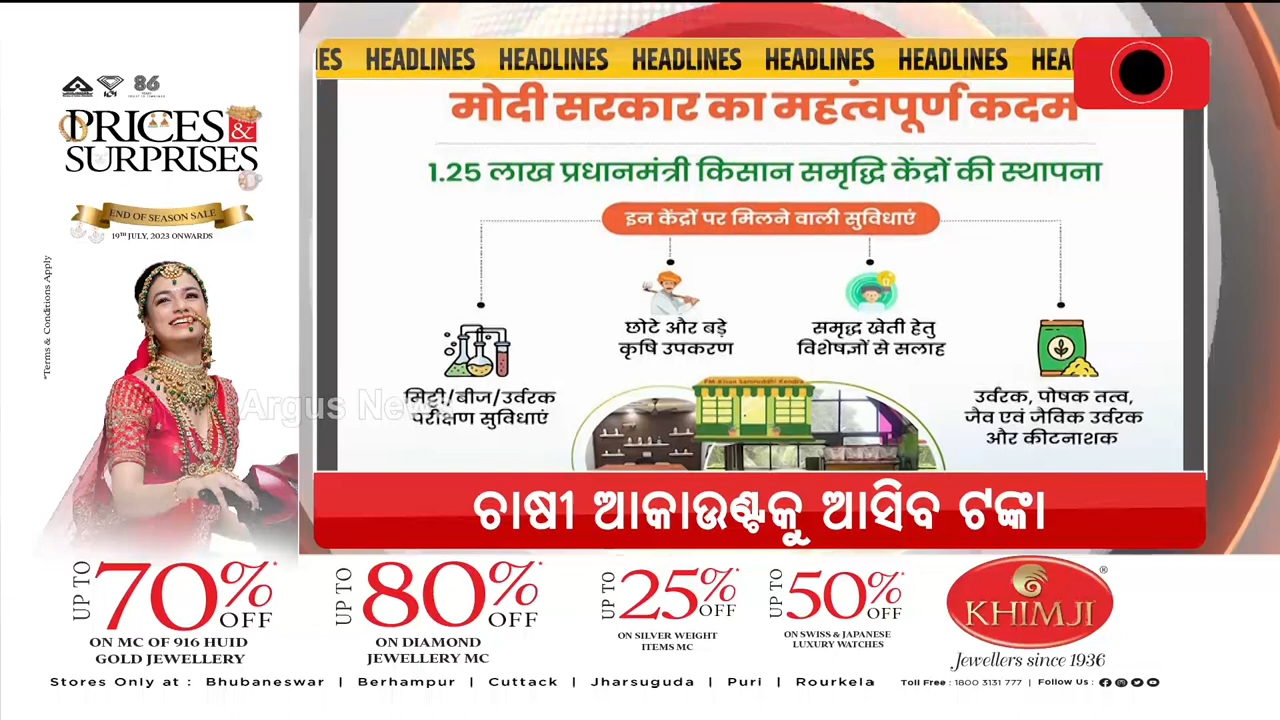 HEADLINES HEADLINES HEADLINES HEADLINES HEADLINES
मोदी सरकार का महत्वपूर्ण कदम
1.25 लाख प्रधानमंत्री किसान समृद्धि केंद्रों की स्थापना
इन केंद्रों पर मिलने वाली सुविधाएं
छोटे और बड़े
कृषि उपकरण
समृद्ध खेती हेतु
विशेषज्ञों से सलाह
मिट्टी/बीज/उर्वरक
परीक्षण सुविधाएं
उर्वरक, पोषक तत्व,
जैव एवं जैविक उर्वरक
और कीटनाशक
PM-Kisan Samruddhi Kendra
Argus News
ଚାଷୀ ଆକାଉଣ୍ଟକୁ ଆସିବ ଟଙ୍କା
86
PRICES &
SURPRISES
END OF SEASON SALE
19TH JULY, 2023 ONWARDS
*Terms & Conditions Apply
UP TO 70%* OFF
ON MC OF 916 HUID
GOLD JEWELLERY
UP TO 80%* OFF
ON DIAMOND
JEWELLERY MC
UP TO 25%* OFF
ON SILVER WEIGHT
ITEMS MC
UP TO 50%* OFF
ON SWISS & JAPANESE
LUXURY WATCHES
KHIMJI ®
Jewellers since 1936
Stores Only at : Bhubaneswar | Berhampur | Cuttack | Jharsuguda | Puri | Rourkela
Toll Free : 1800 3131 777 | Follow Us :